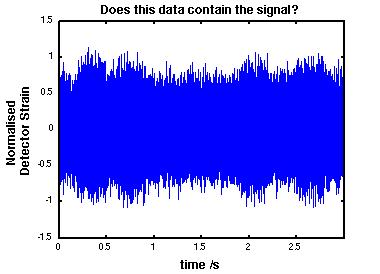 Does this data contain the signal?
1.5
1
0.5
0
-0.5
-1
-1.5
Normalised
Detector Strain
0 0.5 1 1.5 2 2.5
time /s